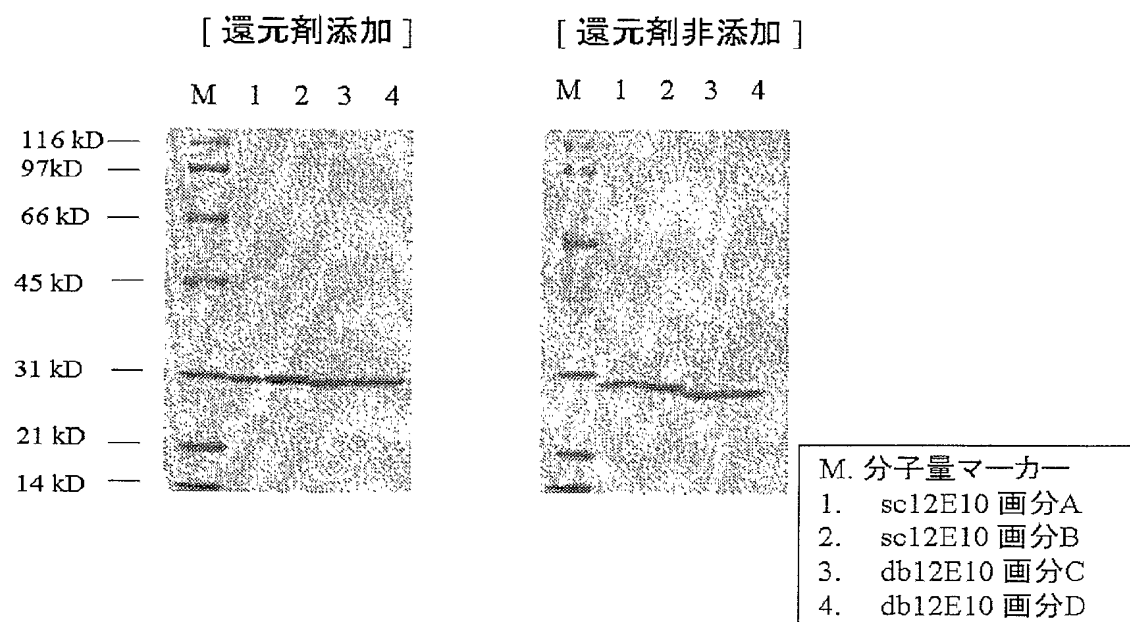 [ 還元剤添加 ]
[ 還元剤非添加 ]
M 1 2 3 4
M 1 2 3 4
116 kD
97kD
66 kD
45 kD
31 kD
21 kD
14 kD
M. 分子量マーカー
1. sc12E10 画分A
2. sc12E10 画分B
3. db12E10 画分C
4. db12E10 画分D